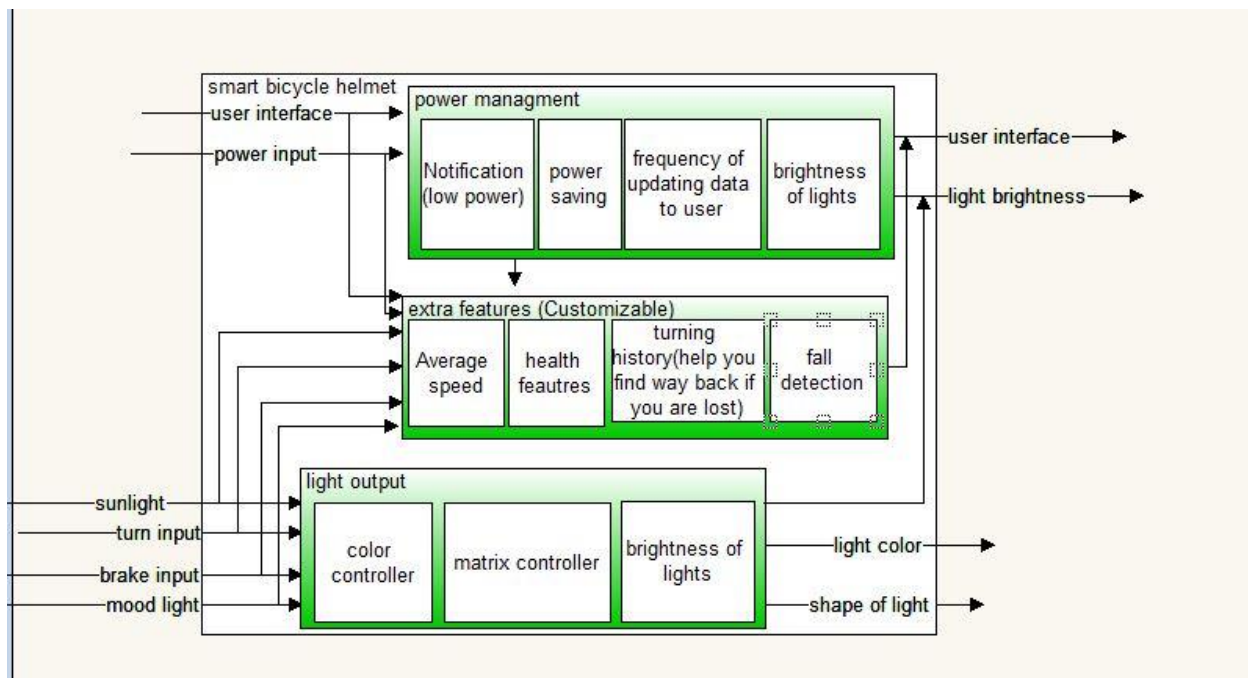 smart bicycle helmet
user interface
power input
power managment
Notification
(low power)
power
saving
frequency of
updating data
to user
brightness
of lights
user interface
light brightness
extra features (Customizable)
Average
speed
health
feautres
turning
history(help you
find way back if
you are lost)
fall
detection
sunlight
turn input
brake input
mood light
light output
color
controller
matrix controller
brightness of
lights
light color
shape of light